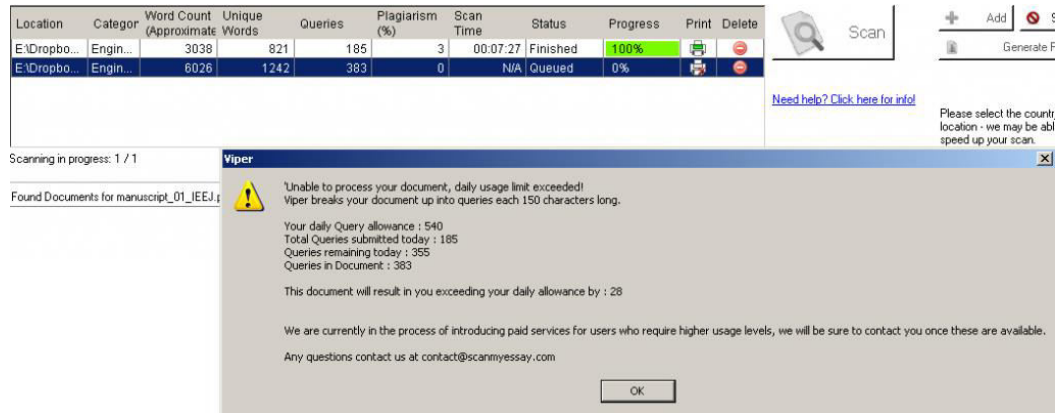 Location Categor Word Count (Approximate Unique Words Queries Plagiarism (%) Scan Time Status Progress Print Delete
E:\Dropbo... Engin... 3038 821 185 3 00:07:27 Finished 100%
E:\Dropbo... Engin... 6026 1242 383 0 N/A Queued 0%
Scan
Add
Generate
Need help? Click here for info!
Please select the
location - we may be
speed up your scan.
Scanning in progress: 1 / 1
Found Documents for manuscript_01_IEEJ.
Viper
'Unable to process your document, daily usage limit exceeded!
Viper breaks your document up into queries each 150 characters long.
Your daily Query allowance : 540
Total Queries submitted today : 185
Queries remaining today : 355
Queries in Document : 383
This document will result in you exceeding your daily allowance by : 28
We are currently in the process of introducing paid services for users who require higher usage levels, we will be sure to contact you once these are available.
Any questions contact us at contact@scanmyessay.com
OK